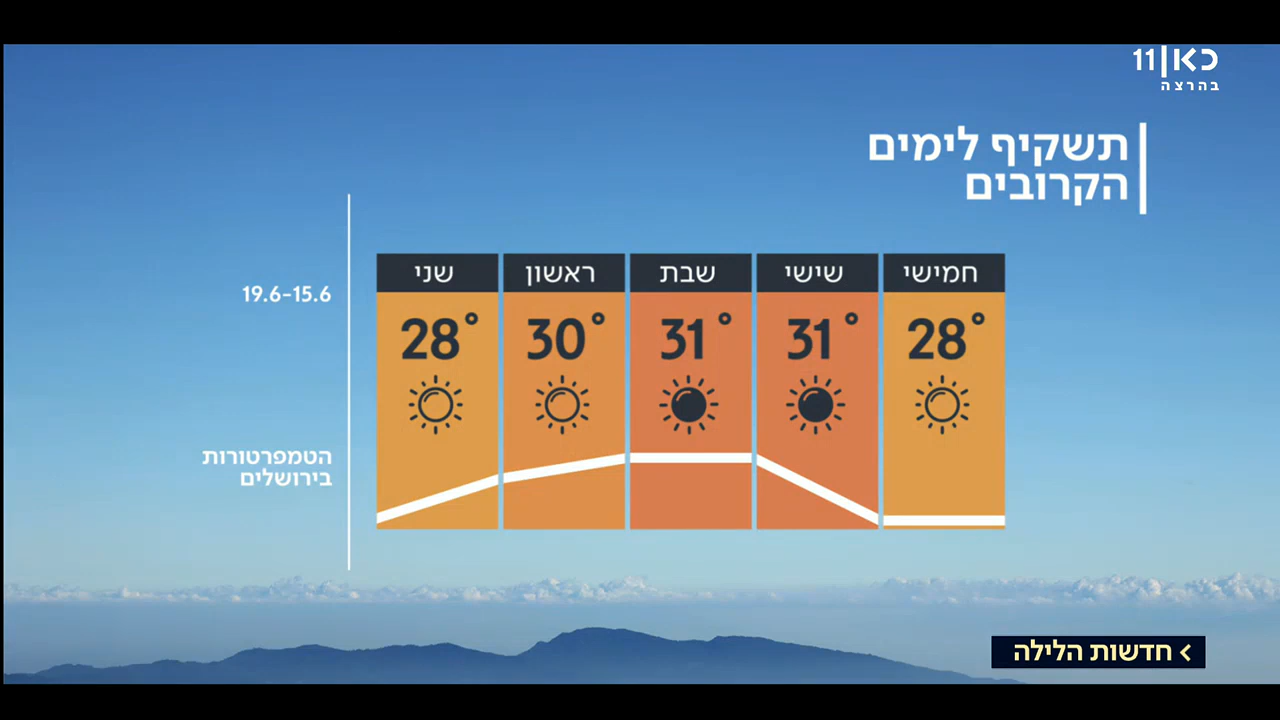 כאן 11
בהרצה
תשקיף לימים
הקרובים
חמישי שישי שבת ראשון שני
28° 31° 31° 30° 28°
19.6-15.6
הטמפרטורות
בירושלים
< חדשות הלילה